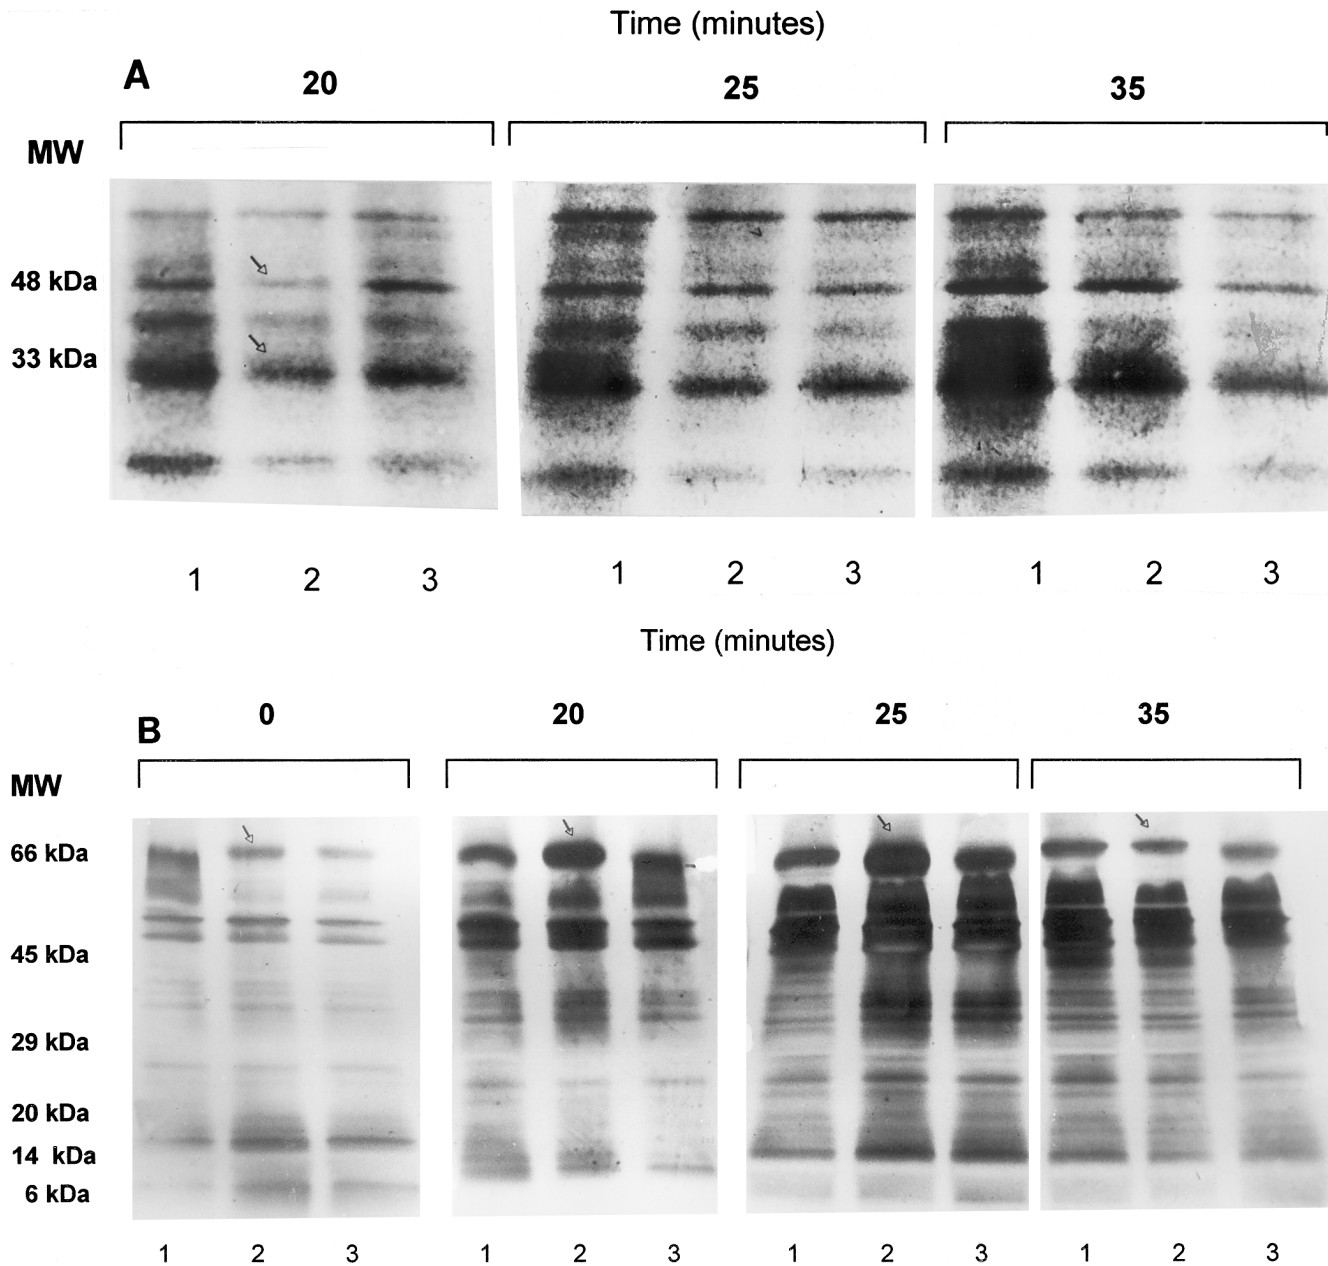 Time (minutes)
A
20 25 35
MW
48 kDa
33 kDa
1 2 3 1 2 3 1 2 3
Time (minutes)
B
0 20 25 35
MW
66 kDa
45 kDa
29 kDa
20 kDa
14 kDa
6 kDa
1 2 3 1 2 3 1 2 3 1 2 3